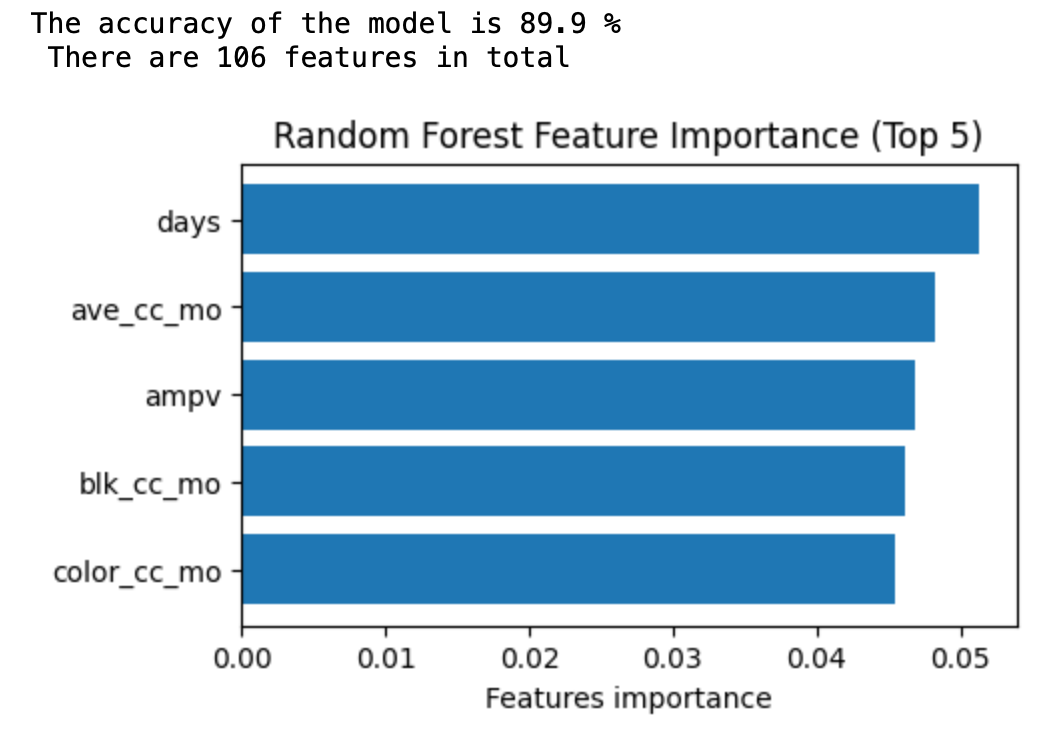 The accuracy of the model is 89.9 %
There are 106 features in total
Random Forest Feature Importance (Top 5)
days
ave_cc_mo
ampv
blk_cc_mo
color_cc_mo
0.00 0.01 0.02 0.03 0.04 0.05
Features importance